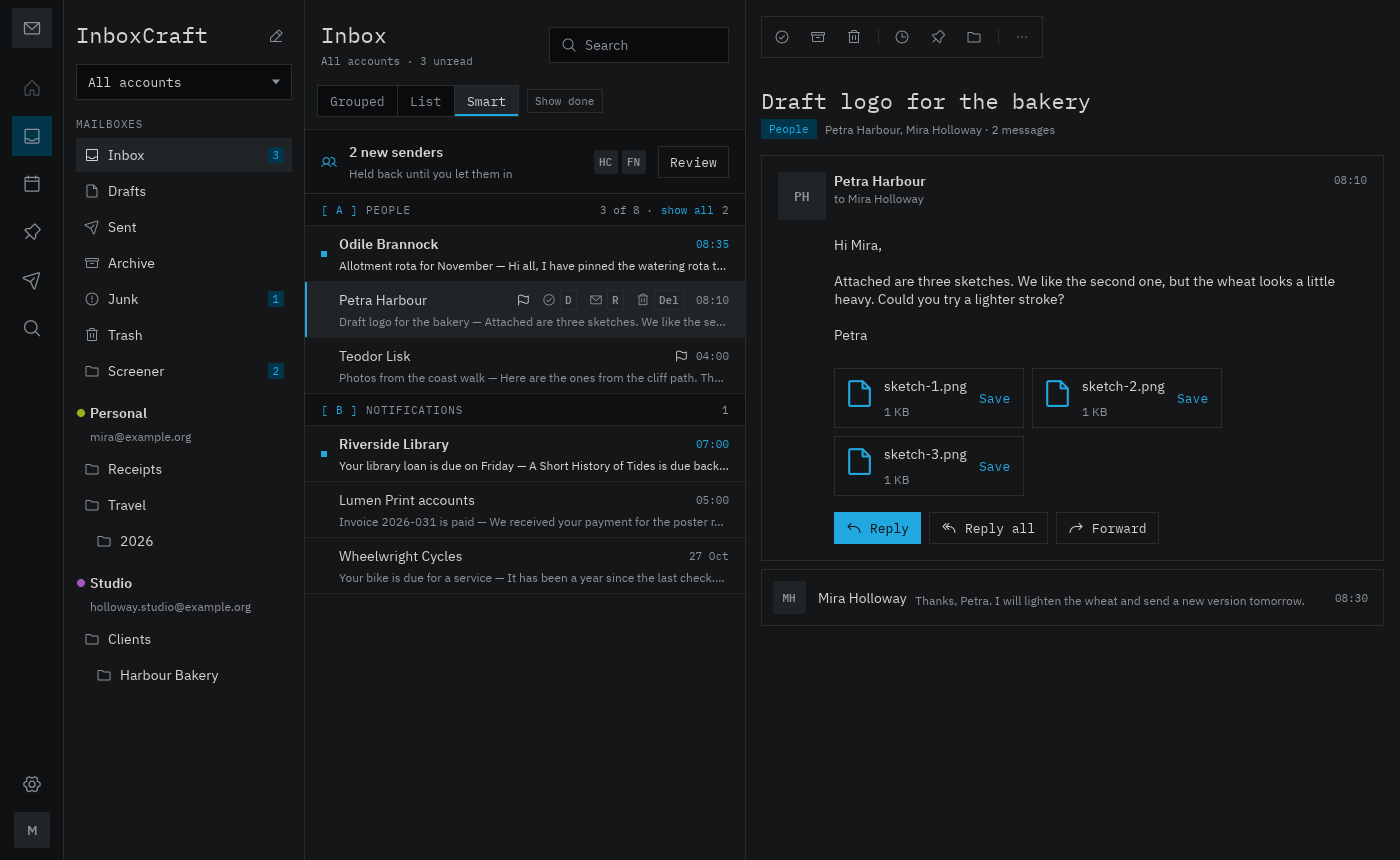 InboxCraft
All accounts
MAILBOXES
Inbox 3
Drafts
Sent
Archive
Junk 1
Trash
Screener 2
Personal
mira@example.org
Receipts
Travel
2026
Studio
holloway.studio@example.org
Clients
Harbour Bakery
M
Inbox
All accounts · 3 unread
Search
Grouped List Smart Show done
2 new senders
Held back until you let them in
HC FN Review
[ A ] PEOPLE 3 of 8 · show all 2
Odile Brannock 08:35
Allotment rota for November — Hi all, I have pinned the watering rota t…
Petra Harbour D R Del 08:10
Draft logo for the bakery — Attached are three sketches. We like the se…
Teodor Lisk 04:00
Photos from the coast walk — Here are the ones from the cliff path. Th…
[ B ] NOTIFICATIONS 1
Riverside Library 07:00
Your library loan is due on Friday — A Short History of Tides is due back…
Lumen Print accounts 05:00
Invoice 2026-031 is paid — We received your payment for the poster r…
Wheelwright Cycles 27 Oct
Your bike is due for a service — It has been a year since the last check.…
Draft logo for the bakery
People Petra Harbour, Mira Holloway · 2 messages
PH
Petra Harbour 08:10
to Mira Holloway
Hi Mira,
Attached are three sketches. We like the second one, but the wheat looks a little
heavy. Could you try a lighter stroke?
Petra
sketch-1.png
1 KB
Save
sketch-2.png
1 KB
Save
sketch-3.png
1 KB
Save
Reply Reply all Forward
MH Mira Holloway Thanks, Petra. I will lighten the wheat and send a new version tomorrow. 08:30